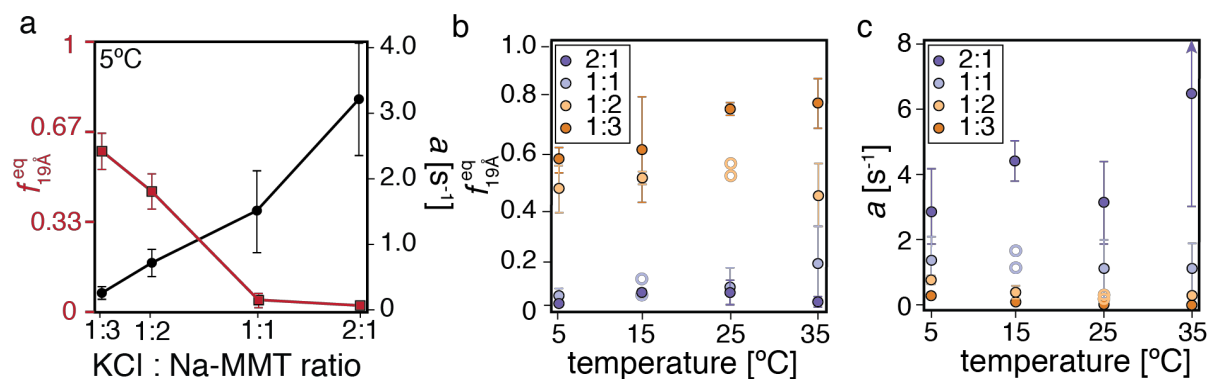 a
5ºC
1
0.67
0.33
0
f eq 19Å
4.0
3.0
2.0
1.0
0
a [s-1]
1:3 1:2 1:1 2:1
KCl : Na-MMT ratio
b
1.0
0.8
0.6
0.4
0.2
0
f eq 19Å
2:1
1:1
1:2
1:3
5 15 25 35
temperature [ºC]
c
8
6
4
2
0
a [s-1]
2:1
1:1
1:2
1:3
5 15 25 35
temperature [ºC]